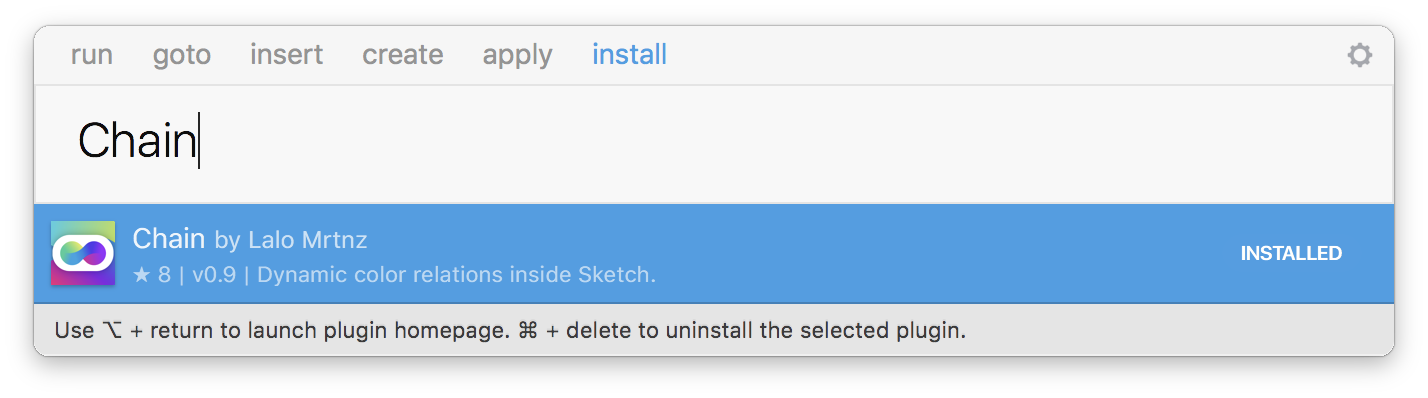 run goto insert create apply install
Chain
Chain by Lalo Mrtnz
★ 8 | v0.9 | Dynamic color relations inside Sketch.
INSTALLED
Use ⌥ + return to launch plugin homepage. ⌘ + delete to uninstall the selected plugin.